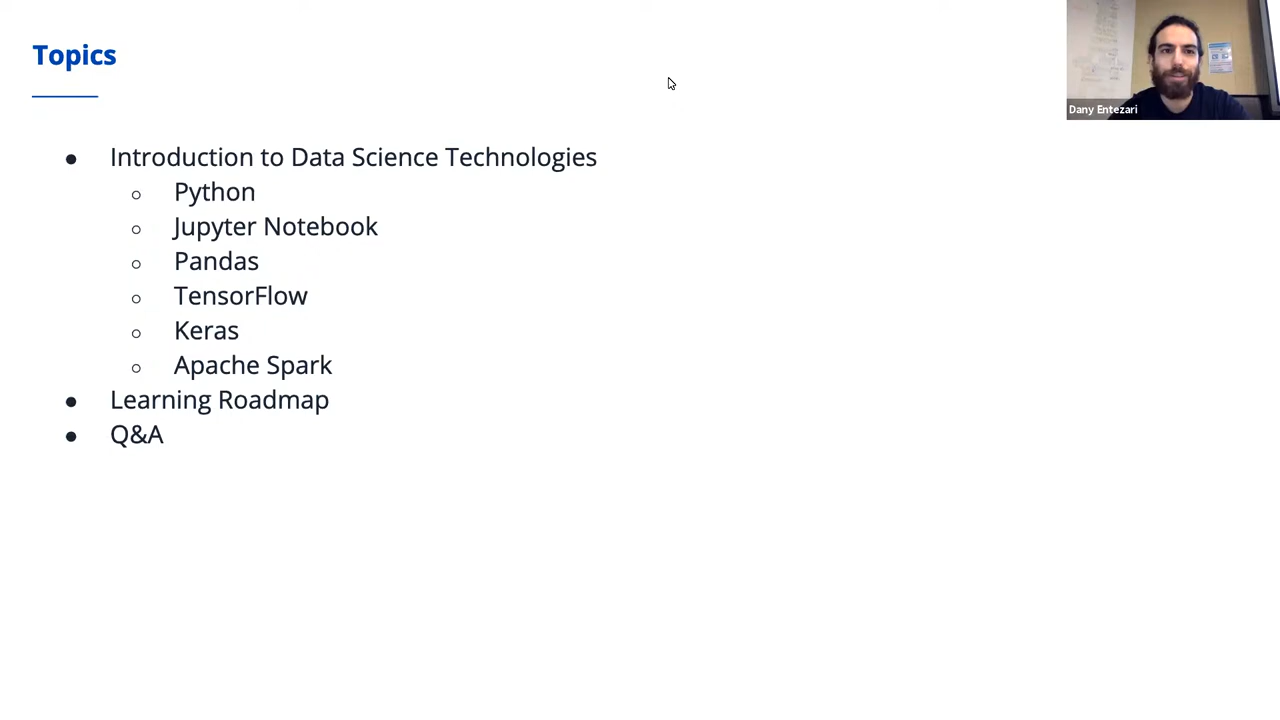 Topics
Dany Entezari
● Introduction to Data Science Technologies
○ Python
○ Jupyter Notebook
○ Pandas
○ TensorFlow
○ Keras
○ Apache Spark
● Learning Roadmap
● Q&A